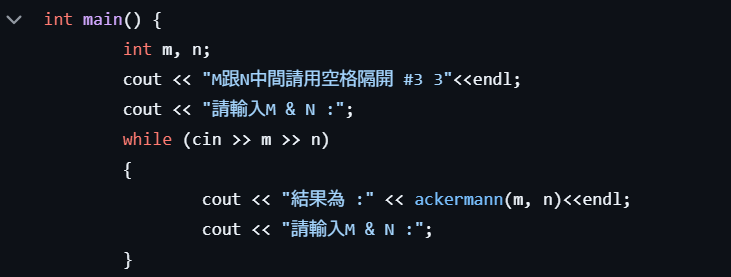 int main() {
int m, n;
cout << "M跟N中間請用空格隔開 #3 3"<<endl;
cout << "請輸入M & N :";
while (cin >> m >> n)
{
cout << "結果為 :" << ackermann(m, n)<<endl;
cout << "請輸入M & N :";
}